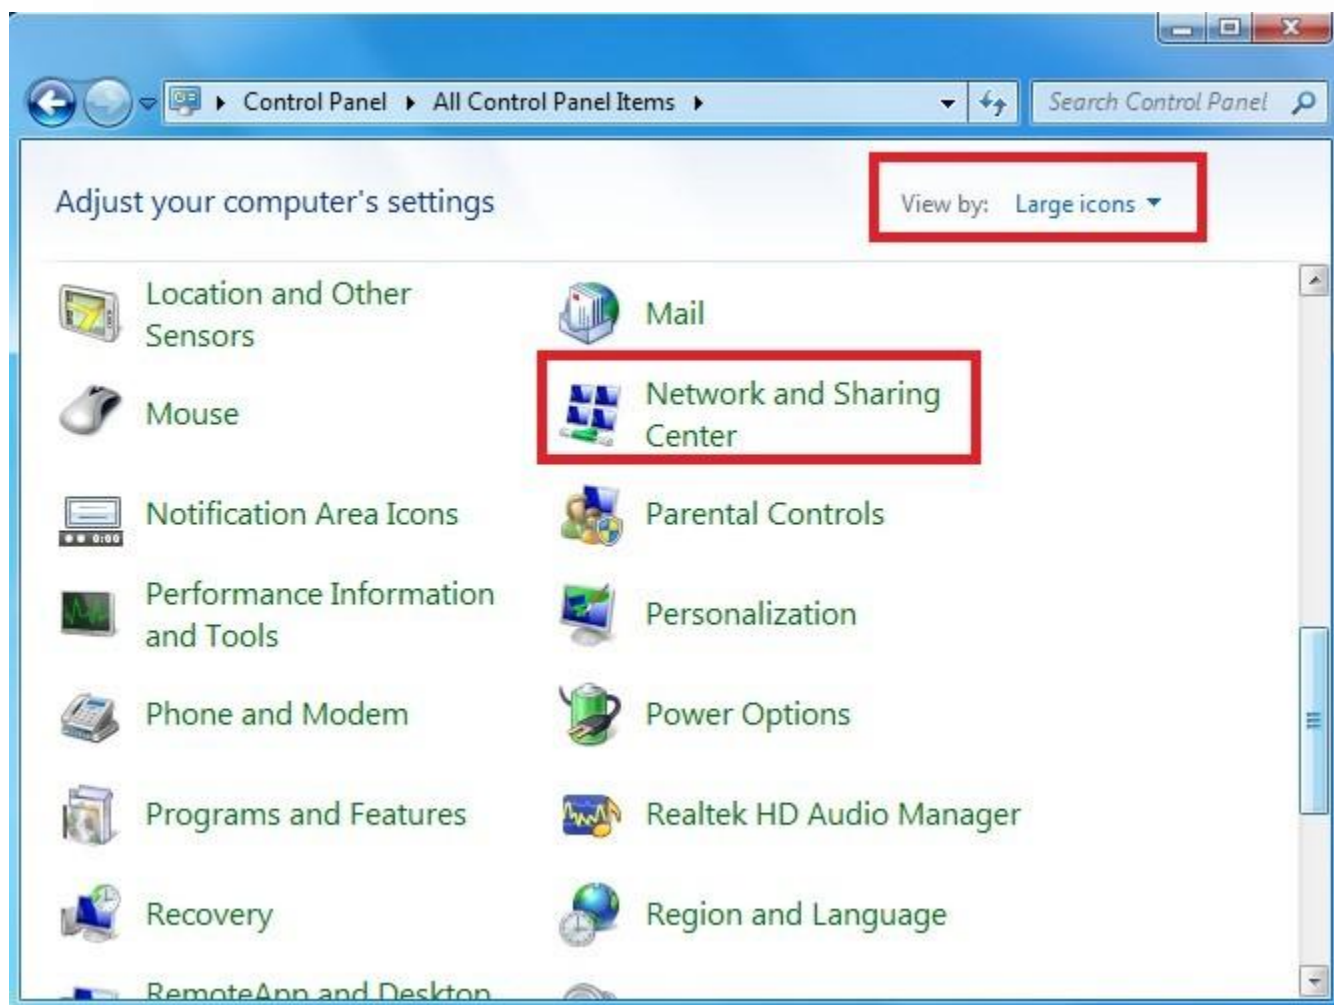 Control Panel All Control Panel Items
Search Control Panel
Adjust your computer's settings
View by: Large icons
Location and Other
Sensors
Mail
Mouse
Network and Sharing
Center
Notification Area Icons
Parental Controls
Performance Information
and Tools
Personalization
Phone and Modem
Power Options
Programs and Features
Realtek HD Audio Manager
Recovery
Region and Language
RemoteApp and Desktop